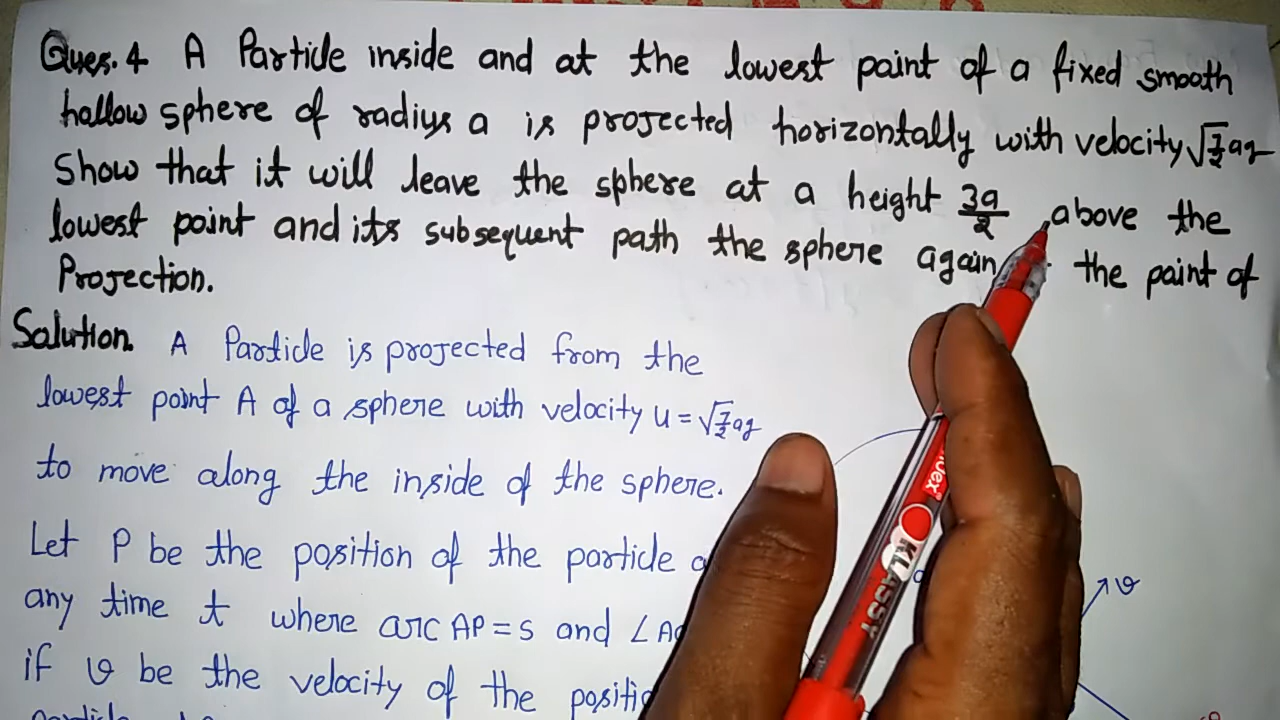 Ques. 4 A Particle inside and at the lowest point of a fixed smooth
hallow sphere of radius a is projected horizontally with velocity √7/2 ag
Show that it will leave the sphere at a height 3a/2 above the
lowest point and its subsequent path the sphere again the point of
Projection.
Solution. A Particle is projected from the
lowest point A of a sphere with velocity u = √7/2 ag
to move along the inside of the sphere.
Let P be the position of the particle
any time t where arc AP = s and
if v be the velocity of the
v
KLASSY